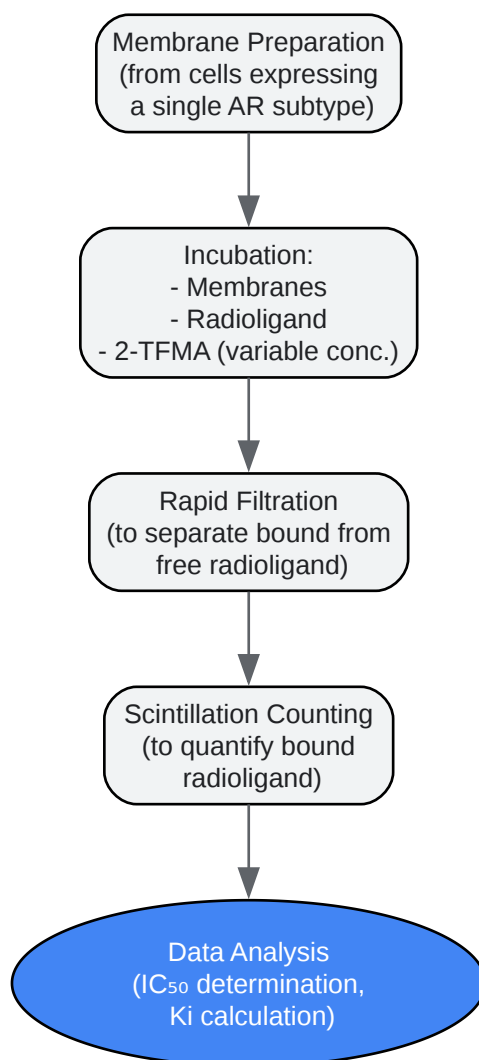 Membrane Preparation
(from cells expressing
a single AR subtype)
Incubation:
- Membranes
- Radioligand
- 2-TFMA (variable conc.)
Rapid Filtration
(to separate bound from
free radioligand)
Scintillation Counting
(to quantify bound
radioligand)
Data Analysis
(IC₅₀ determination,
Ki calculation)